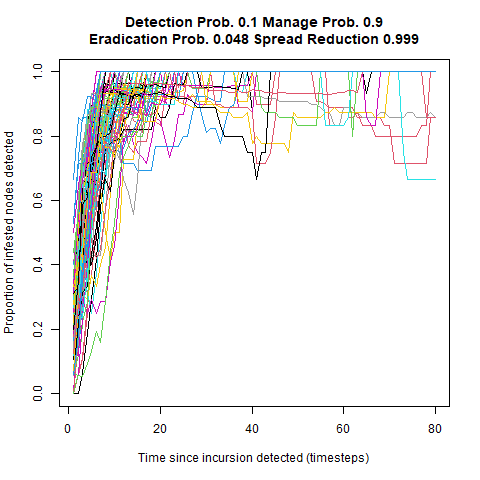 Detection Prob. 0.1 Manage Prob. 0.9
Eradication Prob. 0.048 Spread Reduction 0.999
Proportion of infested nodes detected
1.0
0.8
0.6
0.4
0.2
0.0
0 20 40 60 80
Time since incursion detected (timesteps)